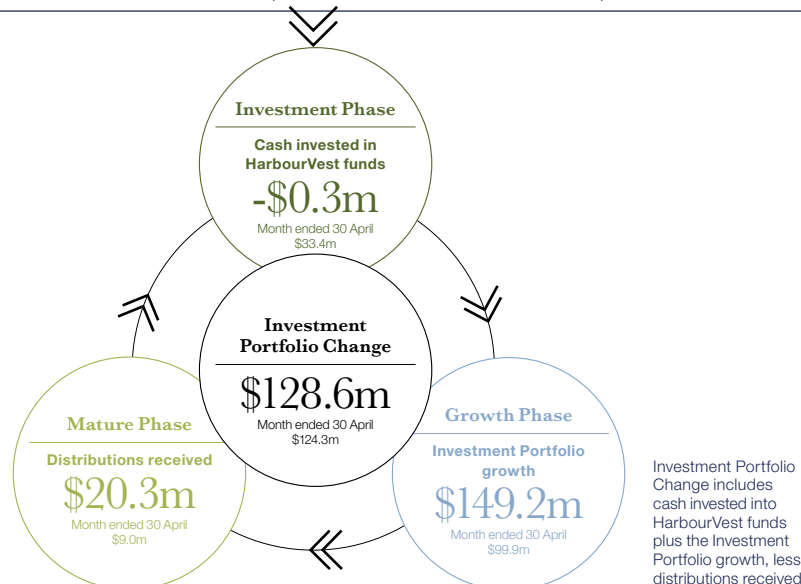 Investment Phase
Cash invested in
HarbourVest funds
-$0.3m
Month ended 30 April
$33.4m
Investment
Portfolio Change
$128.6m
Month ended 30 April
$124.3m
Mature Phase
Distributions received
$20.3m
Month ended 30 April
$9.0m
Growth Phase
Investment Portfolio
growth
$149.2m
Month ended 30 April
$99.9m
Investment Portfolio
Change includes
cash invested into
HarbourVest funds
plus the Investment
Portfolio growth, less
distributions received